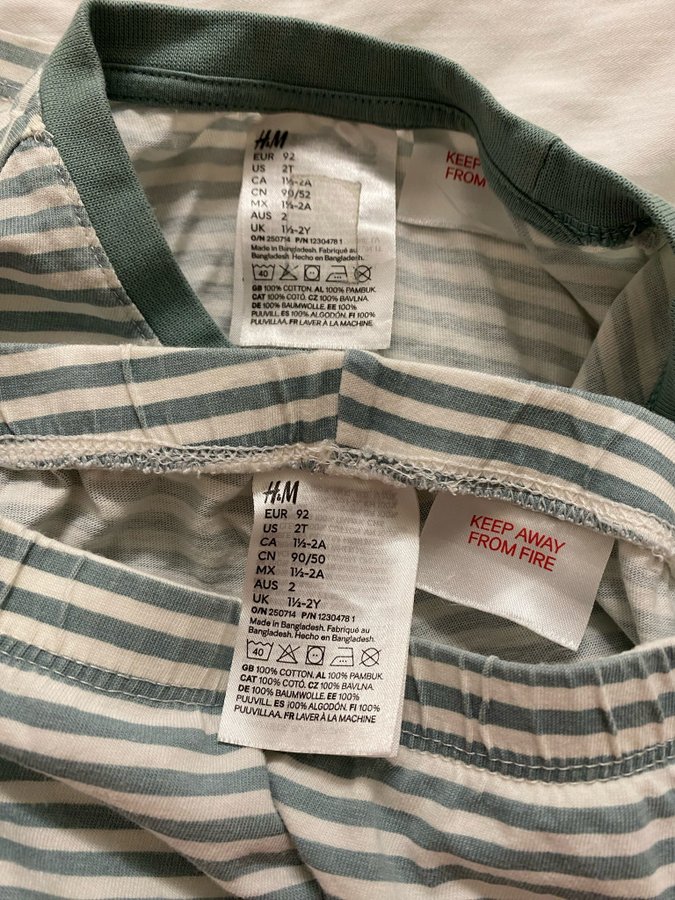 H&M
EUR 92
US 2T
CA 1½-2A
CN 90/52
MX 1½-2A
AUS 2
UK 1½-2Y
O/N 250714 P/N 1230478 1
Made in Bangladesh. Fabriqué au
Bangladesh. Hecho en Bangladesh.
40
GB 100% COTTON. AL 100% PAMBUK.
CAT 100% COTÓ. CZ 100% BAVLNA.
DE 100% BAUMWOLLE. EE 100%
PUUVILL. ES 100% ALGODÓN. FI 100%
PUUVILLAA. FR LAVER À LA MACHINE
KEEP
FROM
H&M
EUR 92
US 2T
CA 1½-2A
CN 90/50
MX 1½-2A
AUS 2
UK 1½-2Y
O/N 250714 P/N 1230478 1
Made in Bangladesh. Fabriqué au
Bangladesh. Hecho en Bangladesh.
40
GB 100% COTTON. AL 100% PAMBUK.
CAT 100% COTÓ. CZ 100% BAVLNA.
DE 100% BAUMWOLLE. EE 100%
PUUVILL. ES 100% ALGODÓN. FI 100%
PUUVILLAA. FR LAVER À LA MACHINE
KEEP AWAY
FROM FIRE